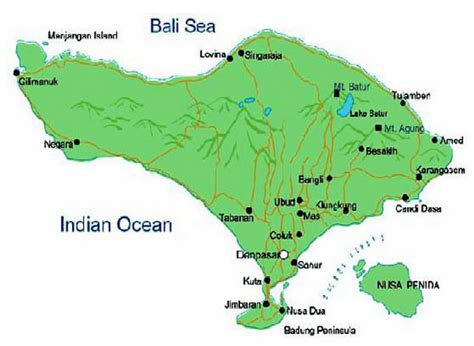 Bali Sea
Menjangan Island
Lovina
Singaraja
Gilimanuk
Mt. Batur
Tulamben
Lake Batur
Mt. Agung
Negara
Besakih
Amed
Bangli
Karangasem
Ubud
Klungkung
Tabanan
Mas
Candi Dasa
Indian Ocean
Celuk
Denpasar
Sanur
Kuta
NUSA PENIDA
Jimbaran
Nusa Dua
Badung Peninsula